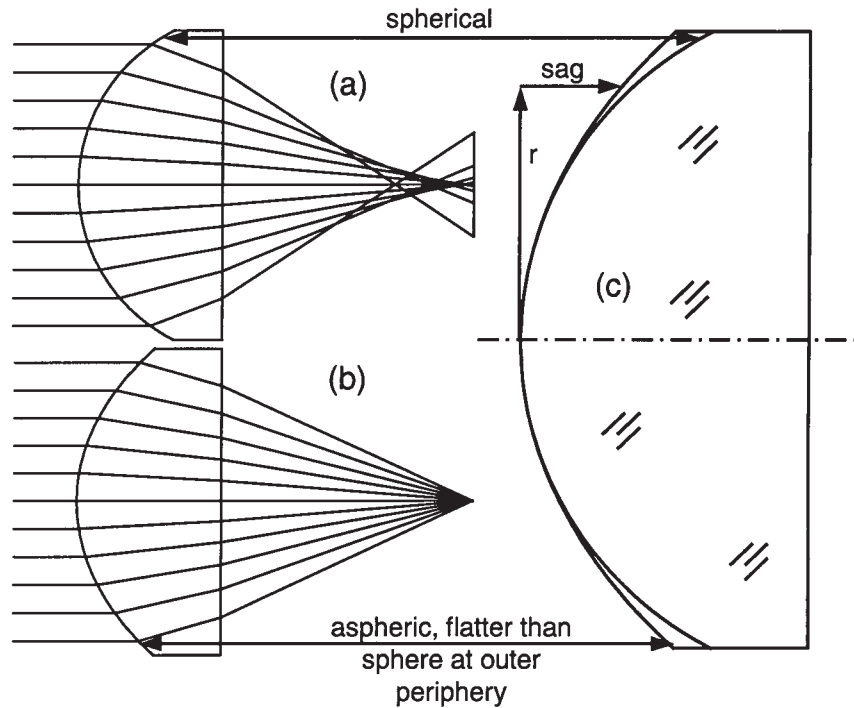 spherical
(a)
sag
r
(c)
(b)
aspheric, flatter than
sphere at outer
periphery